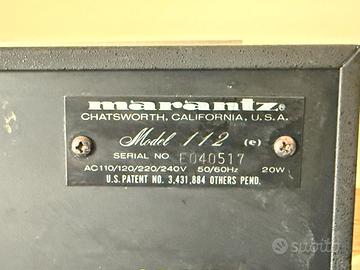 marantz®
CHATSWORTH, CALIFORNIA, U.S.A.
Model 112 (e)
SERIAL NO E040517
AC110/120/220/240V 50/60Hz 20W
U.S. PATENT NO. 3,431,884 OTHERS PEND.
subito